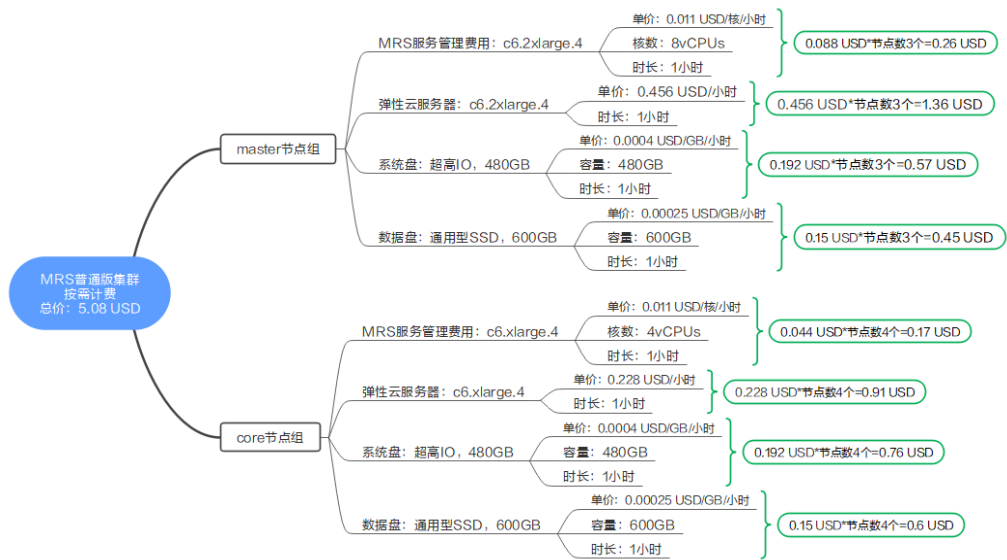 MRS普通版集群
按需计费
总价：5.08 USD
master节点组
MRS服务管理费用：c6.2xlarge.4
单价：0.011 USD/核/小时
核数：8vCPUs
时长：1小时
0.088 USD*节点数3个=0.26 USD
弹性云服务器：c6.2xlarge.4
单价：0.456 USD/小时
时长：1小时
0.456 USD*节点数3个=1.36 USD
系统盘：超高IO，480GB
单价：0.0004 USD/GB/小时
容量：480GB
时长：1小时
0.192 USD*节点数3个=0.57 USD
数据盘：通用型SSD，600GB
单价：0.00025 USD/GB/小时
容量：600GB
时长：1小时
0.15 USD*节点数3个=0.45 USD
core节点组
MRS服务管理费用：c6.xlarge.4
单价：0.011 USD/核/小时
核数：4vCPUs
时长：1小时
0.044 USD*节点数4个=0.17 USD
弹性云服务器：c6.xlarge.4
单价：0.228 USD/小时
时长：1小时
0.228 USD*节点数4个=0.91 USD
系统盘：超高IO，480GB
单价：0.0004 USD/GB/小时
容量：480GB
时长：1小时
0.192 USD*节点数4个=0.76 USD
数据盘：通用型SSD，600GB
单价：0.00025 USD/GB/小时
容量：600GB
时长：1小时
0.15 USD*节点数4个=0.6 USD